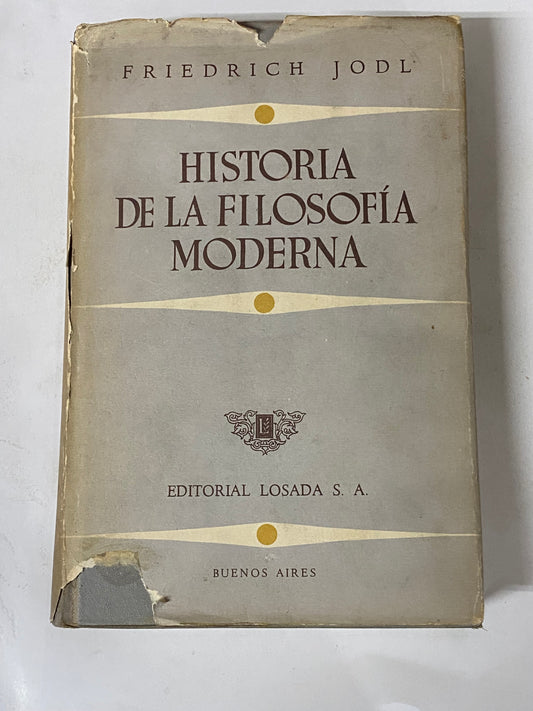 FRIEDRICH JODL
HISTORIA
DE LA FILOSOFÍA
MODERNA
L
EDITORIAL LOSADA S. A.
BUENOS AIRES